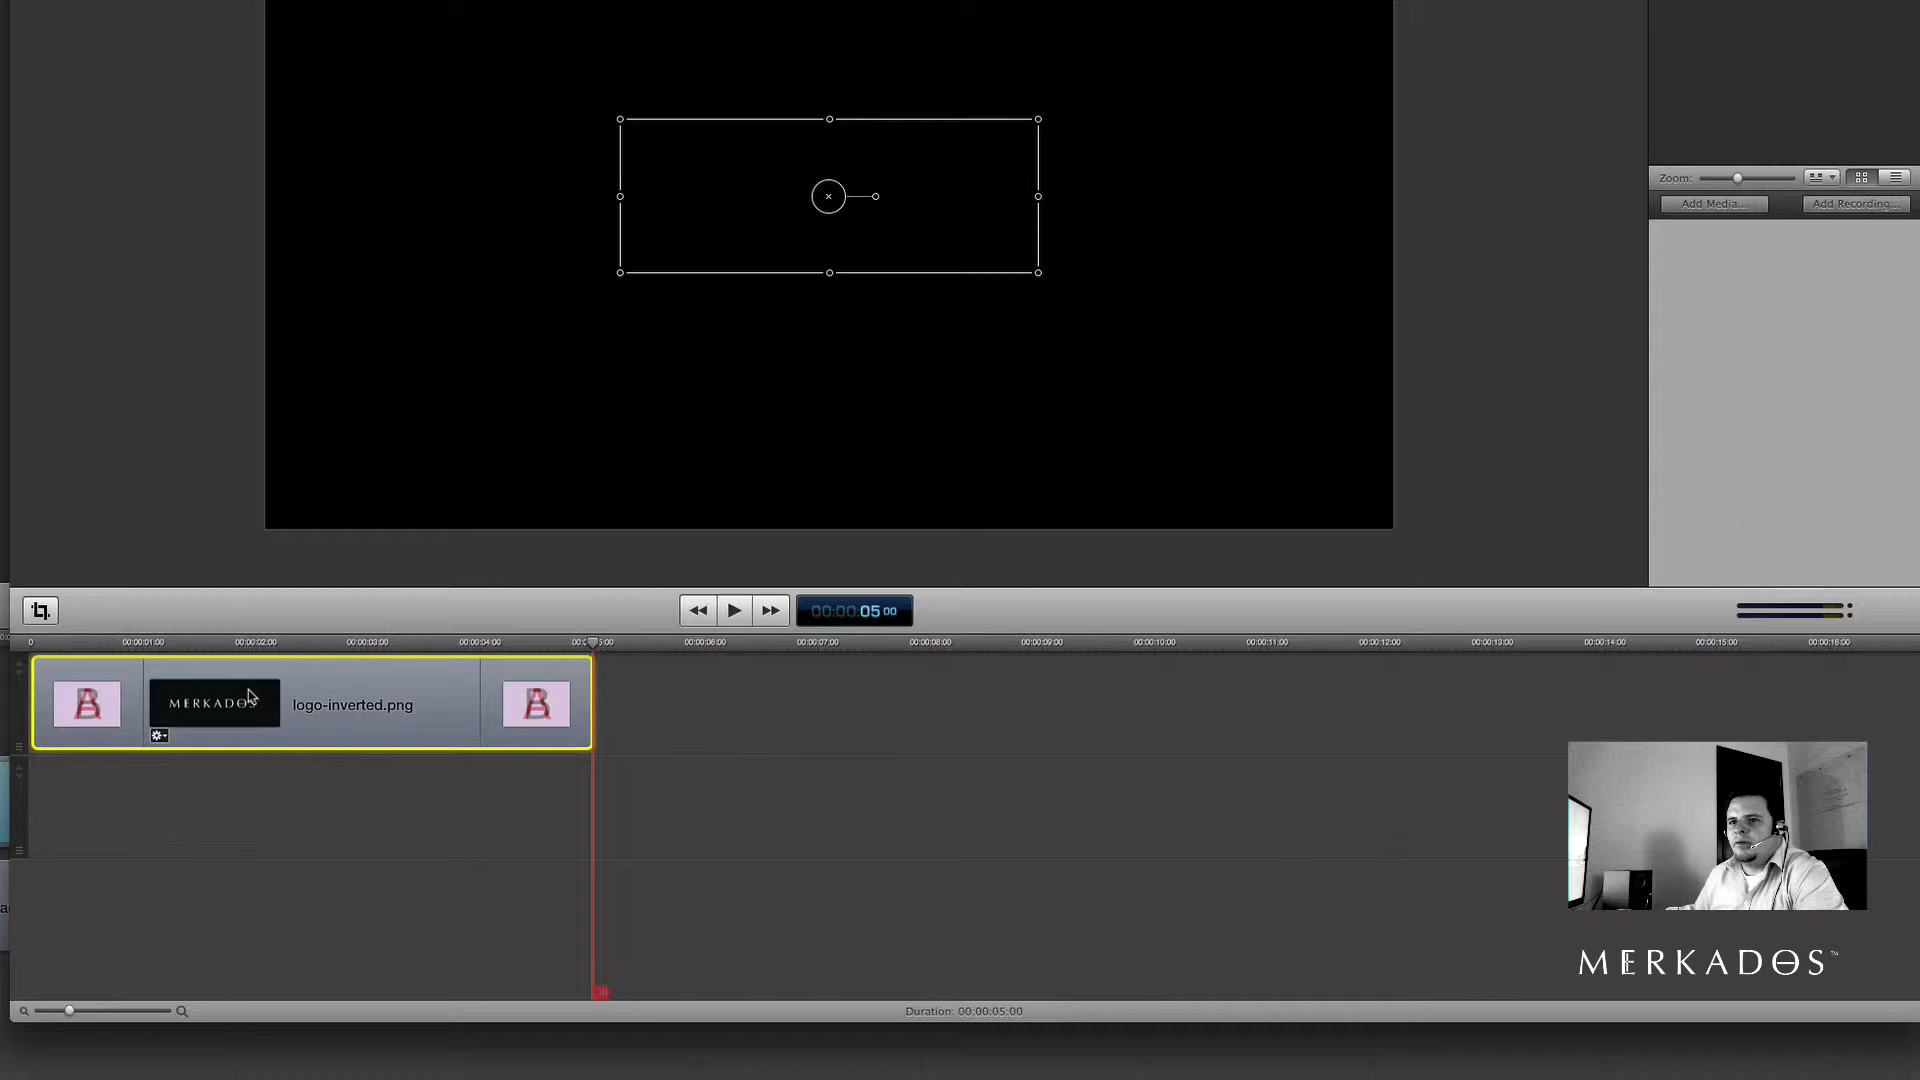 Zoom:
Add Media...
Add Recording...
00:00:05 00
0
00:00:01:00
00:00:02:00
00:00:03:00
00:00:04:00
00:00:06:00
00:00:07:00
00:00:08:00
00:00:09:00
00:00:10:00
00:00:11:00
00:00:12:00
00:00:13:00
00:00:14:00
00:00:15:00
00:00:16:00
MERKADOS
logo-inverted.png
MERKADOS™
Duration: 00:00:05:00